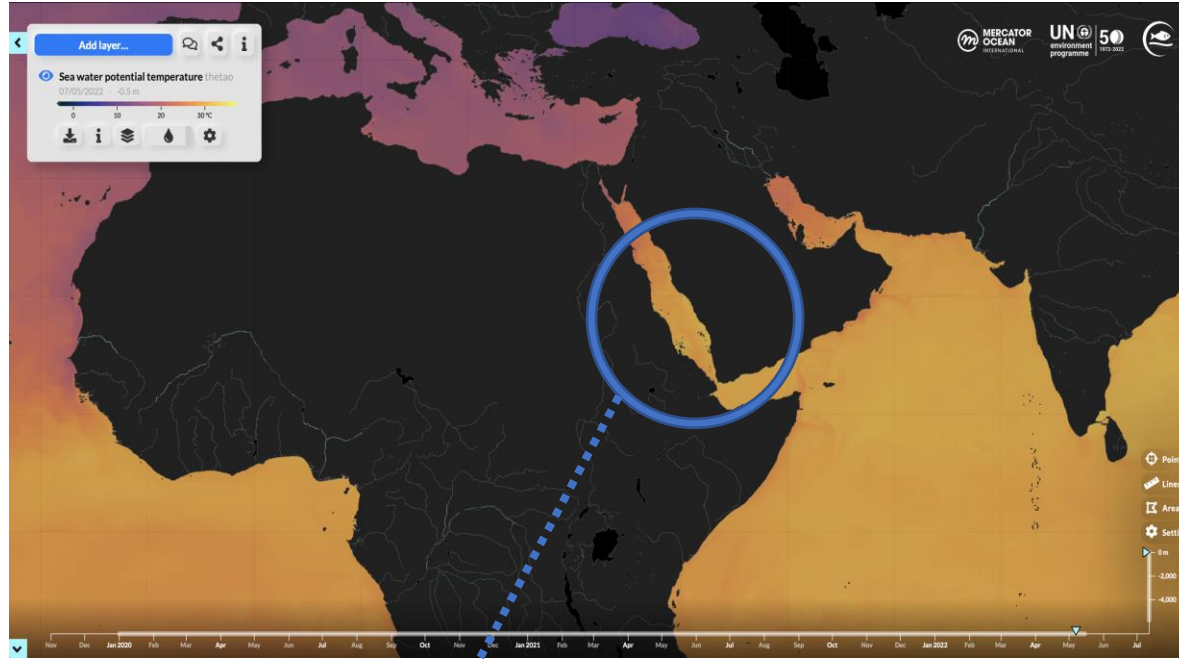 Add layer...
Sea water potential temperature thetao
07/05/2022 - -0.5 m
0 10 20 30 °C
MERCATOR
OCEAN
INTERNATIONAL
UN
environment
programme
50
1972-2022
Poin
Lines
Area
Setti
0 m
-2,000
-4,000
Nov Dec Jan 2020 Feb Mar Apr May Jun Jul Aug Sep Oct Nov Dec Jan 2021 Feb Mar Apr May Jun Jul Aug Sep Oct Nov Dec Jan 2022 Feb Mar Apr May Jun Jul